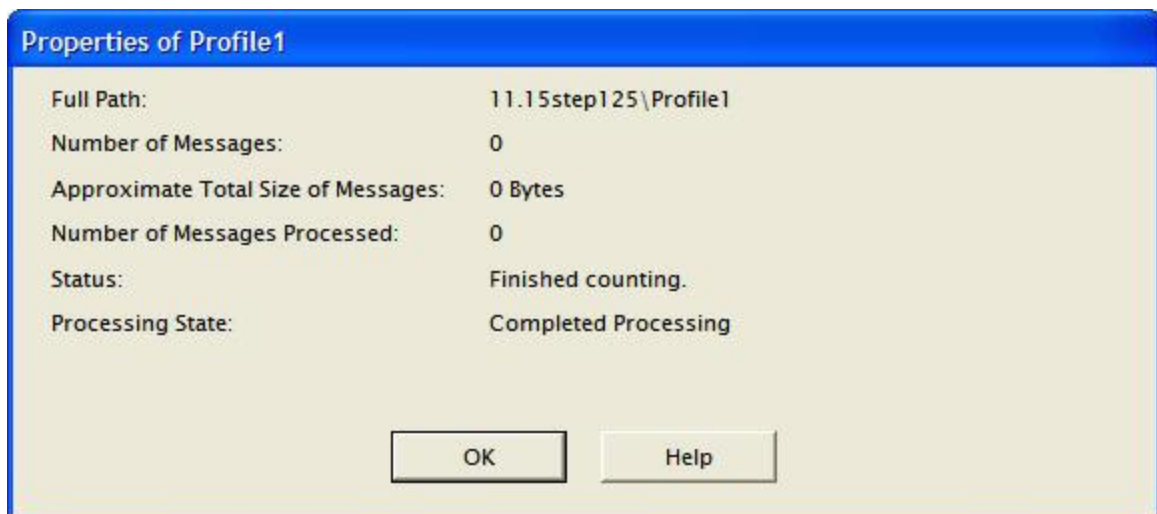 Properties of Profile1
Full Path: 11.15step125\Profile1
Number of Messages: 0
Approximate Total Size of Messages: 0 Bytes
Number of Messages Processed: 0
Status: Finished counting.
Processing State: Completed Processing
OK Help